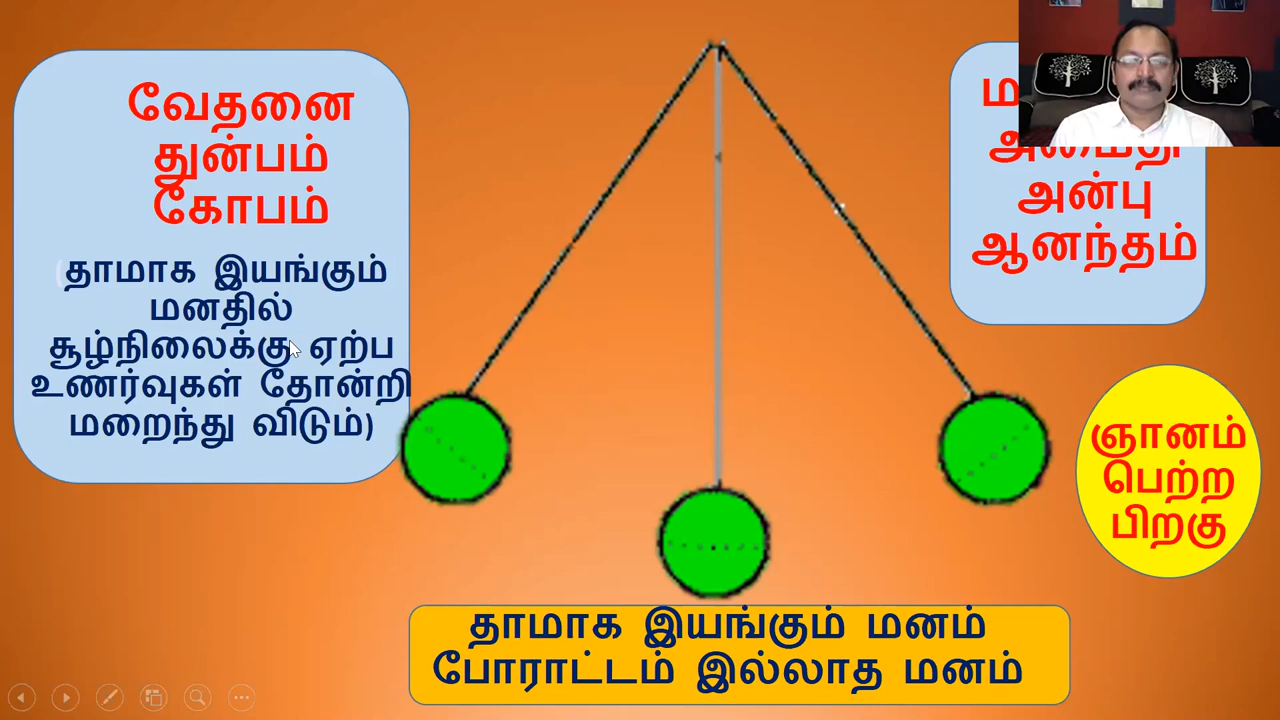 வேதனை
துன்பம்
கோபம்
(தாமாக இயங்கும்
மனதில்
சூழ்நிலைக்கு ஏற்ப
உணர்வுகள் தோன்றி
மறைந்து விடும்)
அன்பு
ஆனந்தம்
ஞானம்
பெற்ற
பிறகு
தாமாக இயங்கும் மனம்
போராட்டம் இல்லாத மனம்